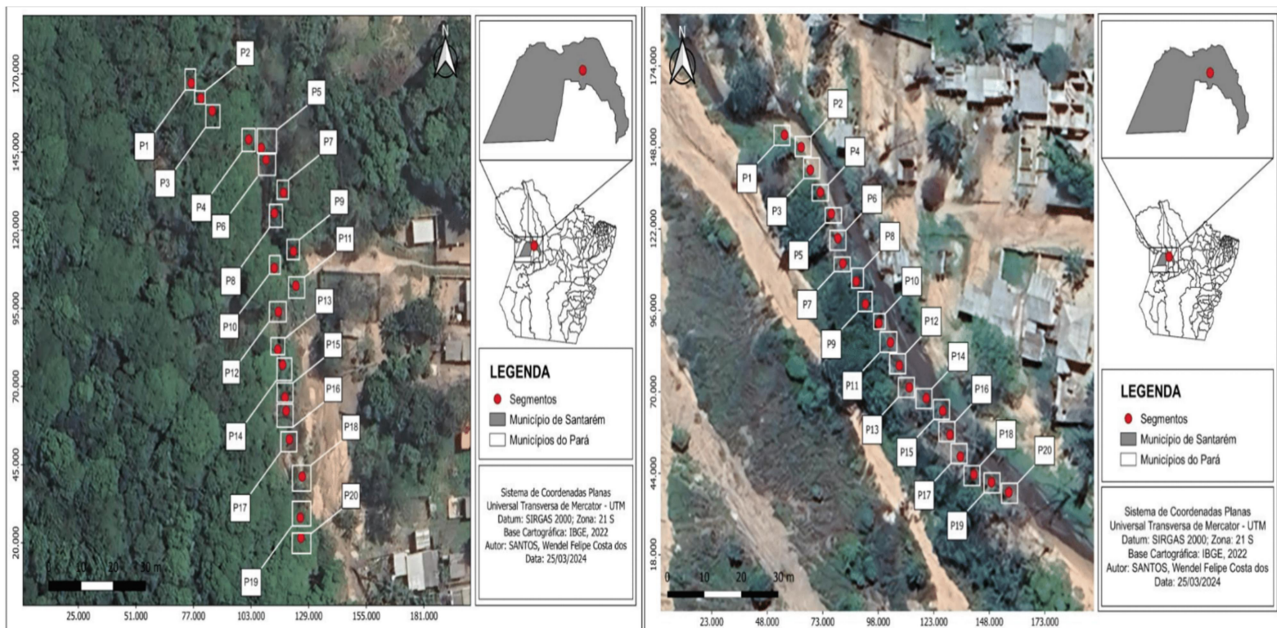 N
P2
P5
P7
P1
P3
P4
P6
P9
P11
P8
P10
P13
P12
P15
P14
P16
P18
P17
P20
P19
170.000
145.000
120.000
95.000
70.000
45.000
20.000
0 10 20 30 m
25.000 51.000 77.000 103.000 129.000 155.000 181.000
LEGENDA
Segmentos
Município de Santarém
Municípios do Pará
Sistema de Coordenadas Planas
Universal Transversa de Mercator - UTM
Datum: SIRGAS 2000; Zona: 21 S
Base Cartográfica: IBGE, 2022
Autor: SANTOS, Wendel Felipe Costa dos
Data: 25/03/2024
N
P2
P4
P1
P3
P6
P5
P8
P7
P10
P9
P12
P11
P14
P13
P16
P15
P18
P17
P20
P19
174.000
148.000
122.000
96.000
70.000
44.000
18.000
0 10 20 30 m
23.000 48.000 73.000 98.000 123.000 148.000 173.000
LEGENDA
Segmentos
Município de Santarém
Municípios do Pará
Sistema de Coordenadas Planas
Universal Transversa de Mercator - UTM
Datum: SIRGAS 2000; Zona: 21 S
Base Cartográfica: IBGE, 2022
Autor: SANTOS, Wendel Felipe Costa dos
Data: 25/03/2024